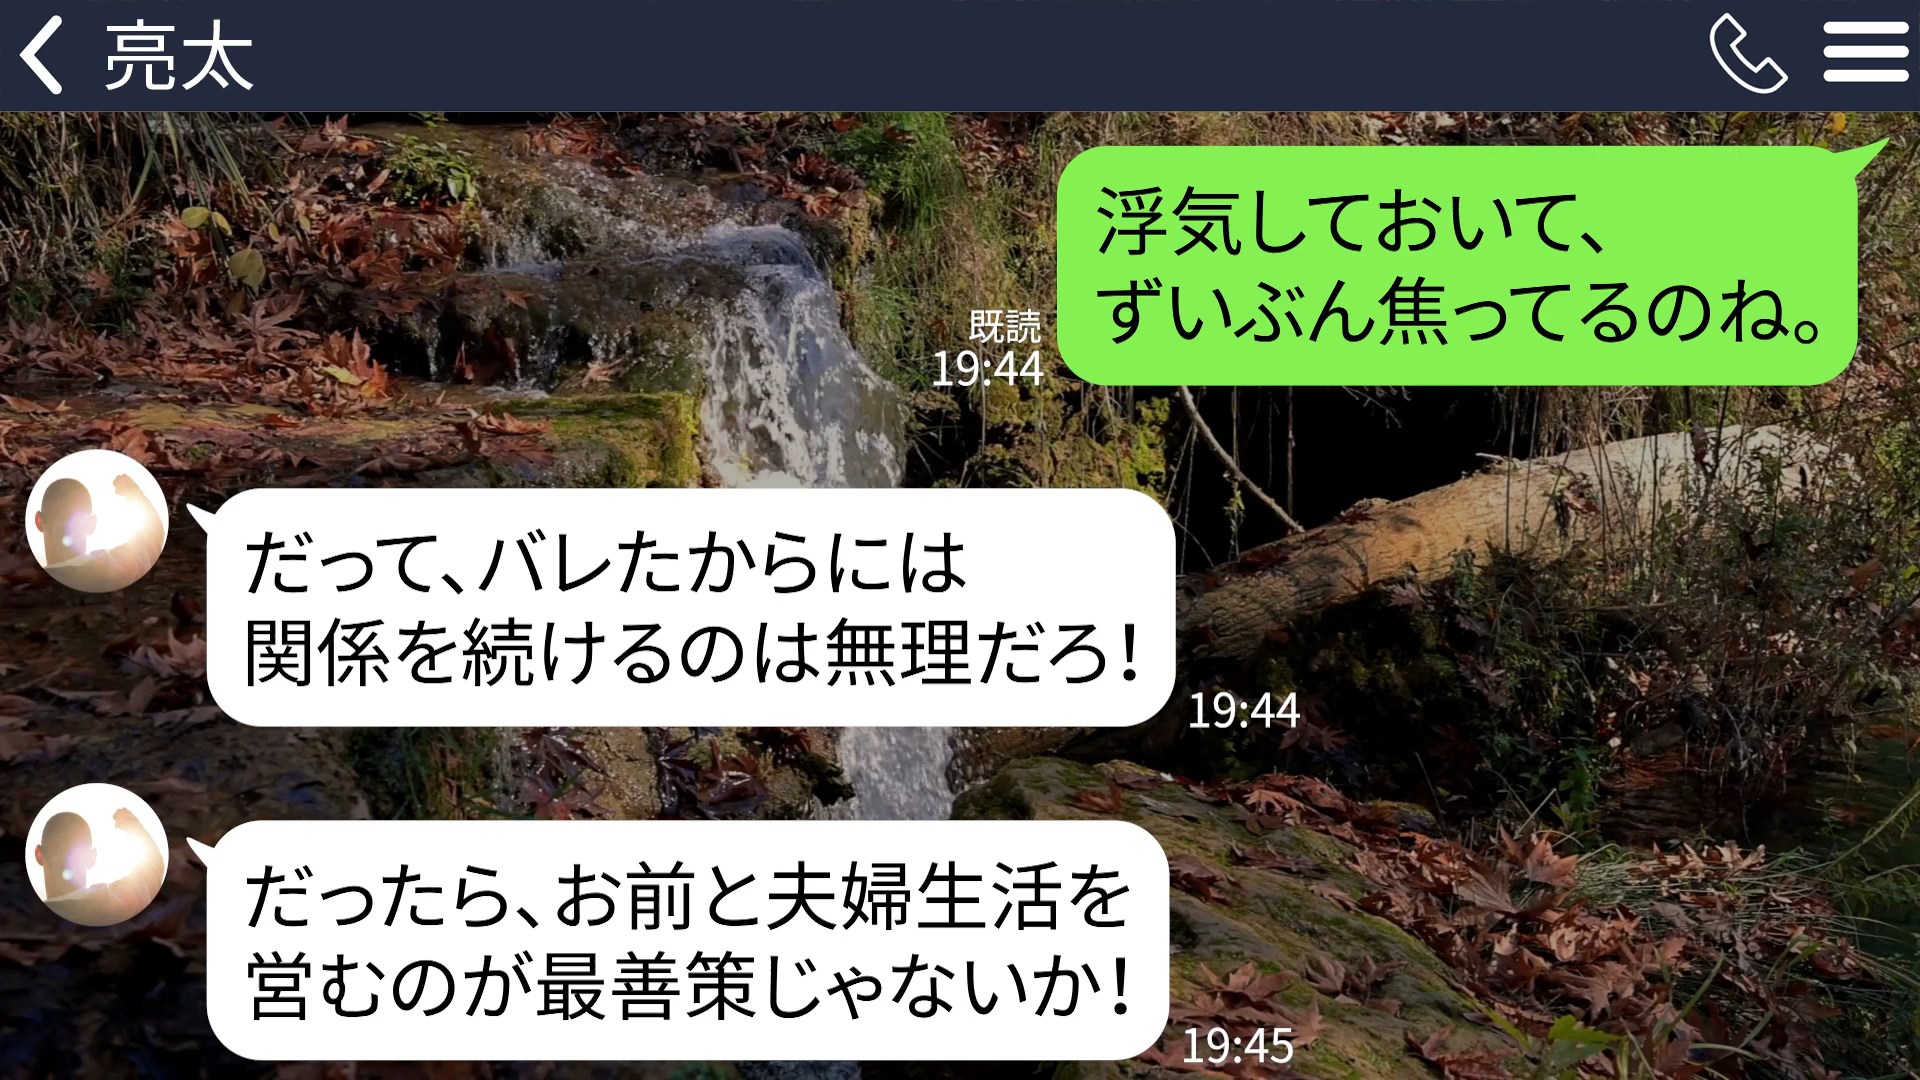 亮太
浮気しておいて、
ずいぶん焦ってるのね。
既読
19:44
だって、バレたからには
関係を続けるのは無理だろ！
19:44
だったら、お前と夫婦生活を
営むのが最善策じゃないか！
19:45